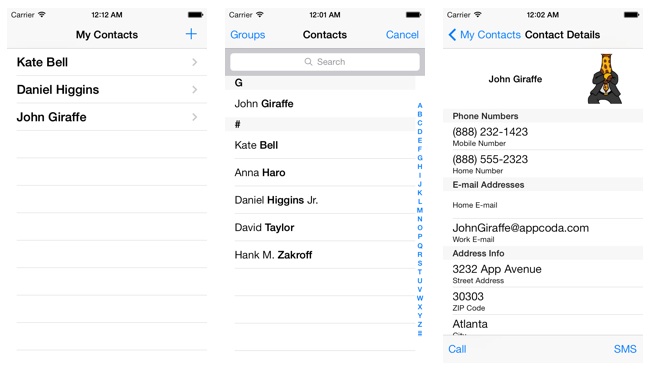 Carrier 12:12 AM
My Contacts +
Kate Bell
Daniel Higgins
John Giraffe
Carrier 12:01 AM
Groups Contacts Cancel
Search
G
John Giraffe
#
Kate Bell
Anna Haro
Daniel Higgins Jr.
David Taylor
Hank M. Zakroff
A
B
C
D
E
F
G
H
I
J
K
L
M
N
O
P
Q
R
S
T
U
V
W
X
Y
Z
#
Carrier 12:02 AM
My Contacts Contact Details
John Giraffe
Phone Numbers
(888) 232-1423
Mobile Number
(888) 555-2323
Home Number
E-mail Addresses
Home E-mail
JohnGiraffe@appcoda.com
Work E-mail
Address Info
3232 App Avenue
Street Address
30303
ZIP Code
Atlanta
City
Call SMS